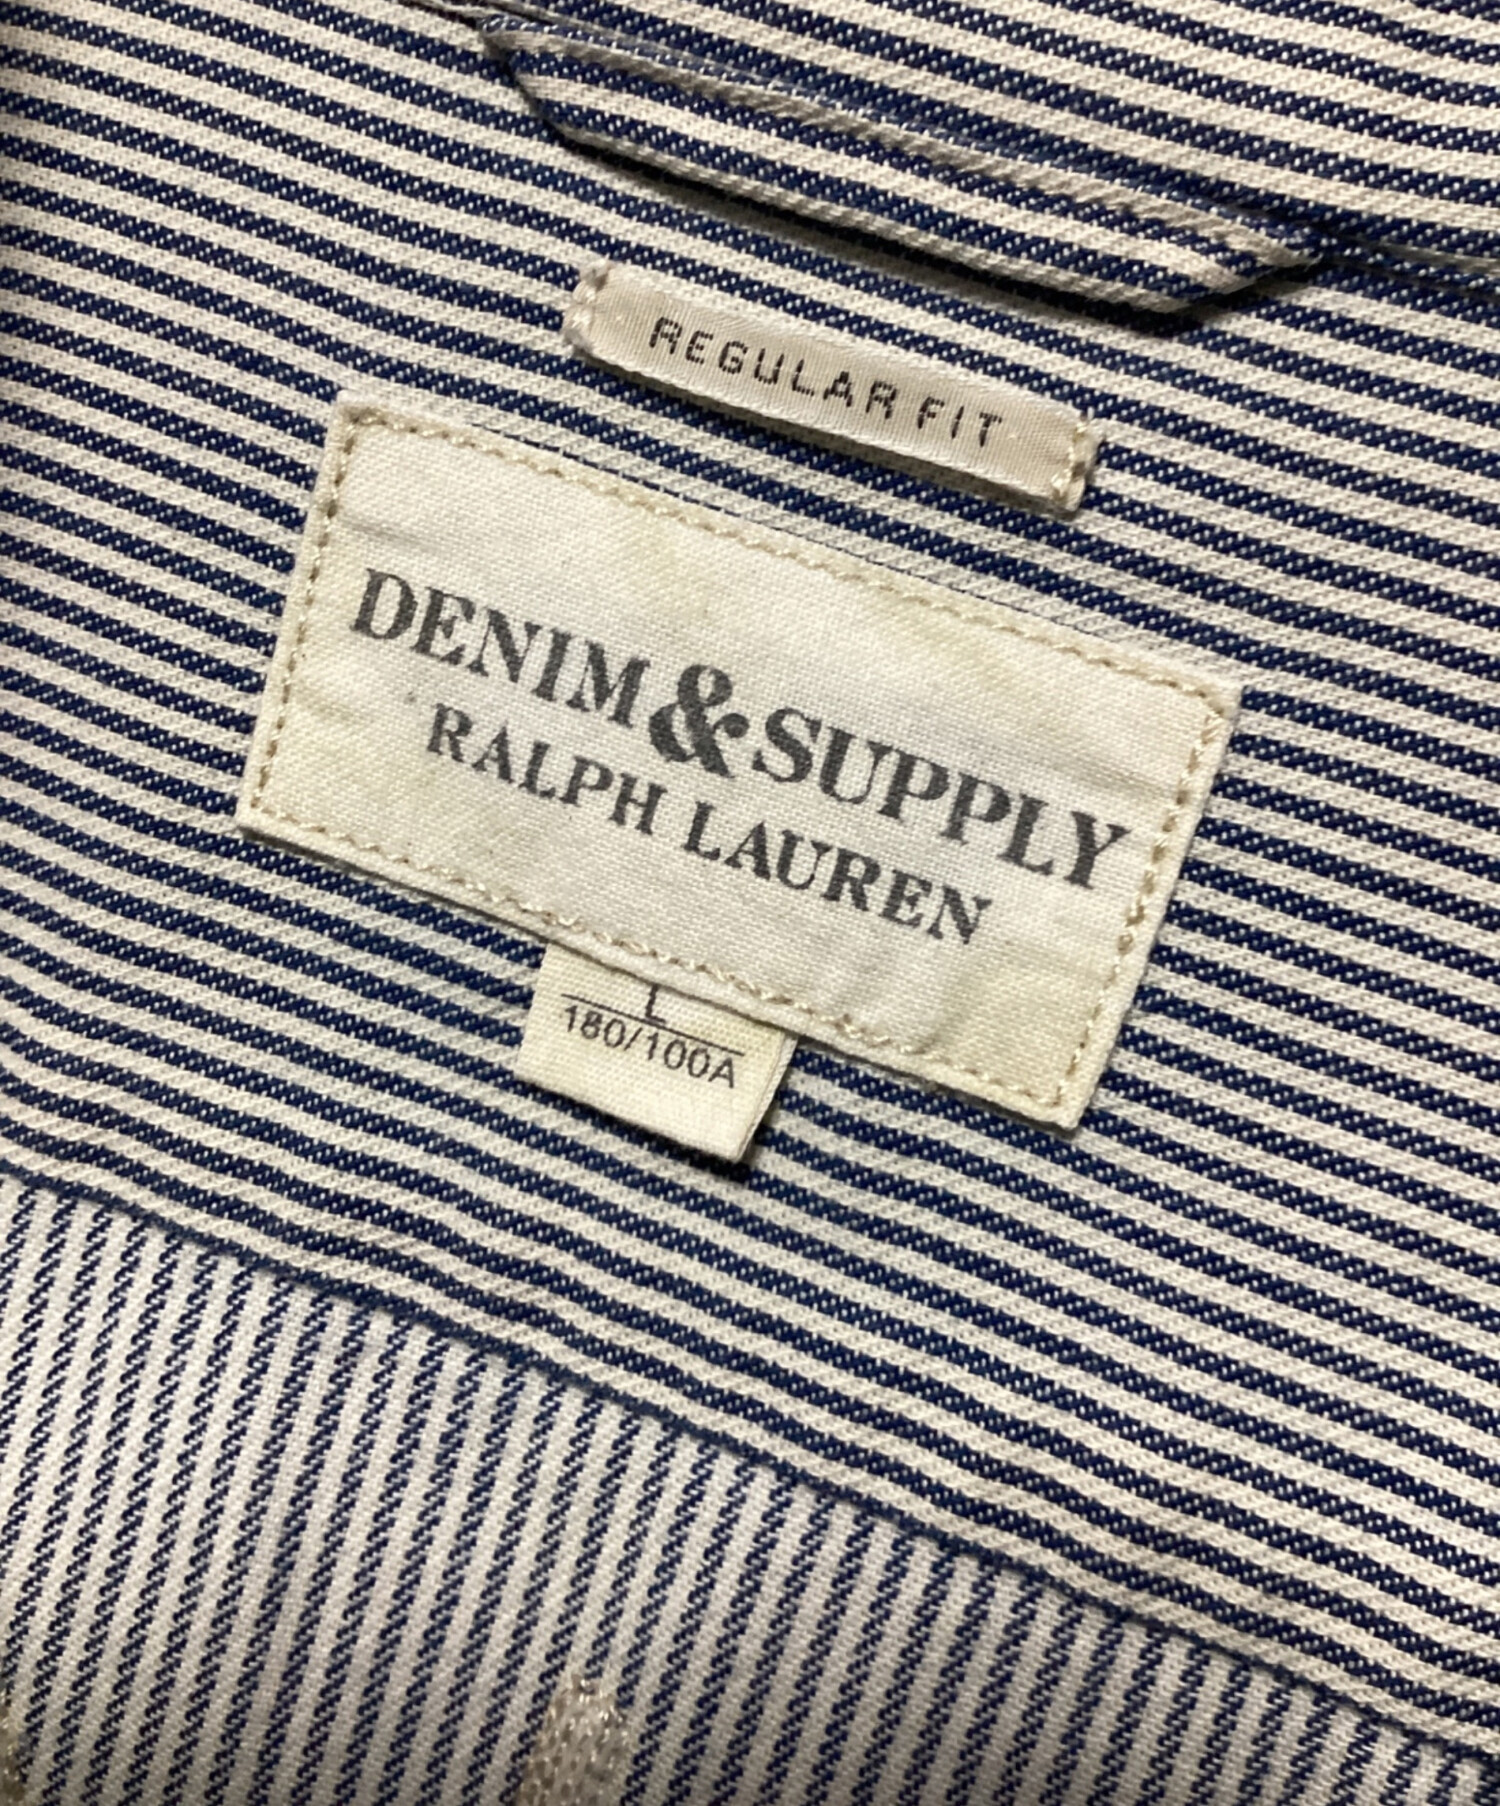 REGULAR FIT
DENIM & SUPPLY
RALPH LAUREN
L
180/100A